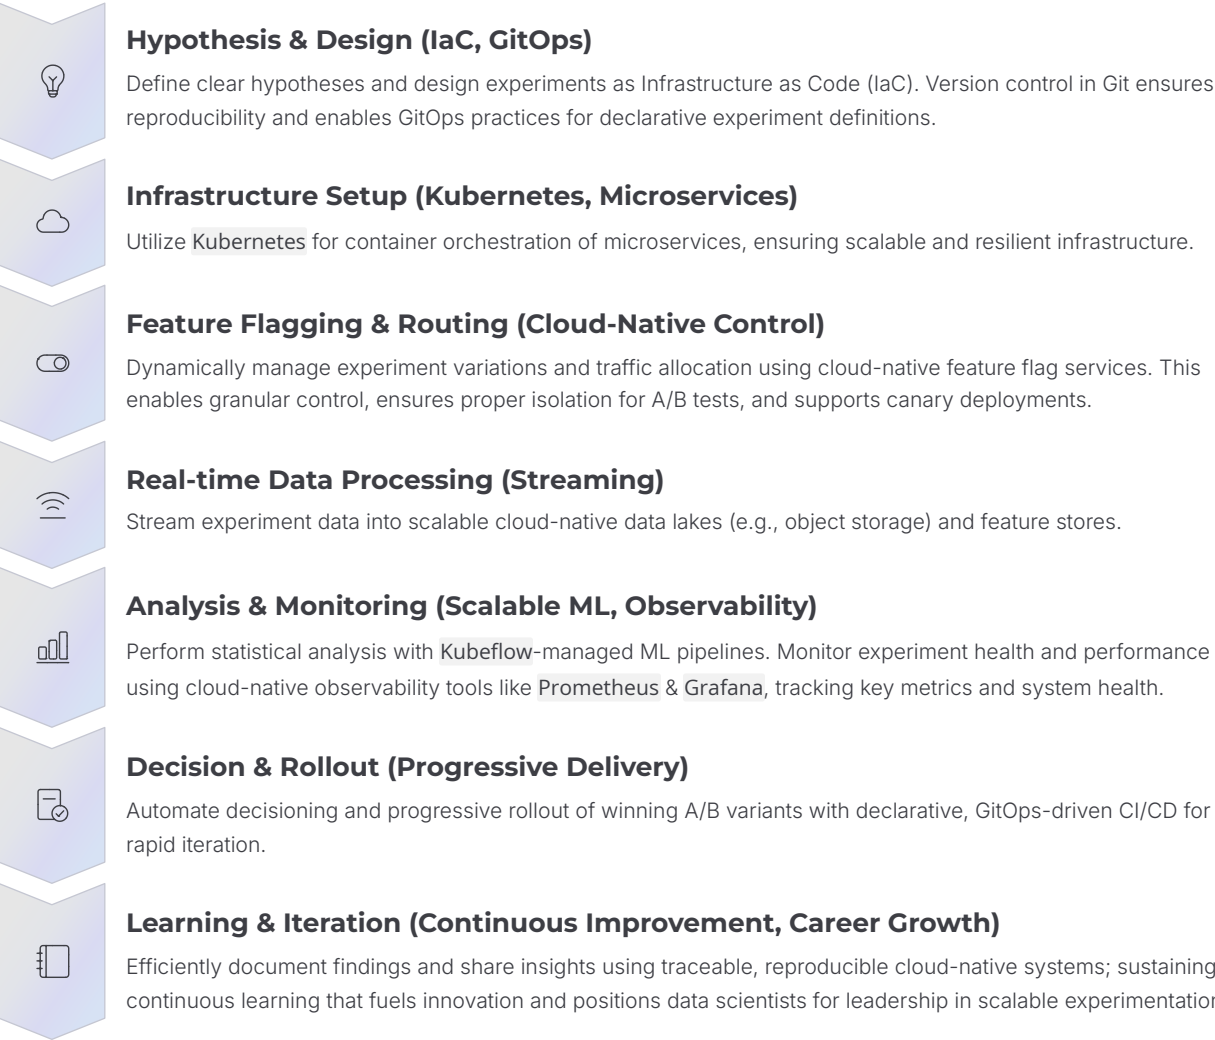 Hypothesis & Design (IaC, GitOps)
Define clear hypotheses and design experiments as Infrastructure as Code (IaC). Version control in Git ensures
reproducibility and enables GitOps practices for declarative experiment definitions.
Infrastructure Setup (Kubernetes, Microservices)
Utilize Kubernetes for container orchestration of microservices, ensuring scalable and resilient infrastructure.
Feature Flagging & Routing (Cloud-Native Control)
Dynamically manage experiment variations and traffic allocation using cloud-native feature flag services. This
enables granular control, ensures proper isolation for A/B tests, and supports canary deployments.
Real-time Data Processing (Streaming)
Stream experiment data into scalable cloud-native data lakes (e.g., object storage) and feature stores.
Analysis & Monitoring (Scalable ML, Observability)
Perform statistical analysis with Kubeflow-managed ML pipelines. Monitor experiment health and performance
using cloud-native observability tools like Prometheus & Grafana, tracking key metrics and system health.
Decision & Rollout (Progressive Delivery)
Automate decisioning and progressive rollout of winning A/B variants with declarative, GitOps-driven CI/CD for
rapid iteration.
Learning & Iteration (Continuous Improvement, Career Growth)
Efficiently document findings and share insights using traceable, reproducible cloud-native systems; sustaining
continuous learning that fuels innovation and positions data scientists for leadership in scalable experimentation